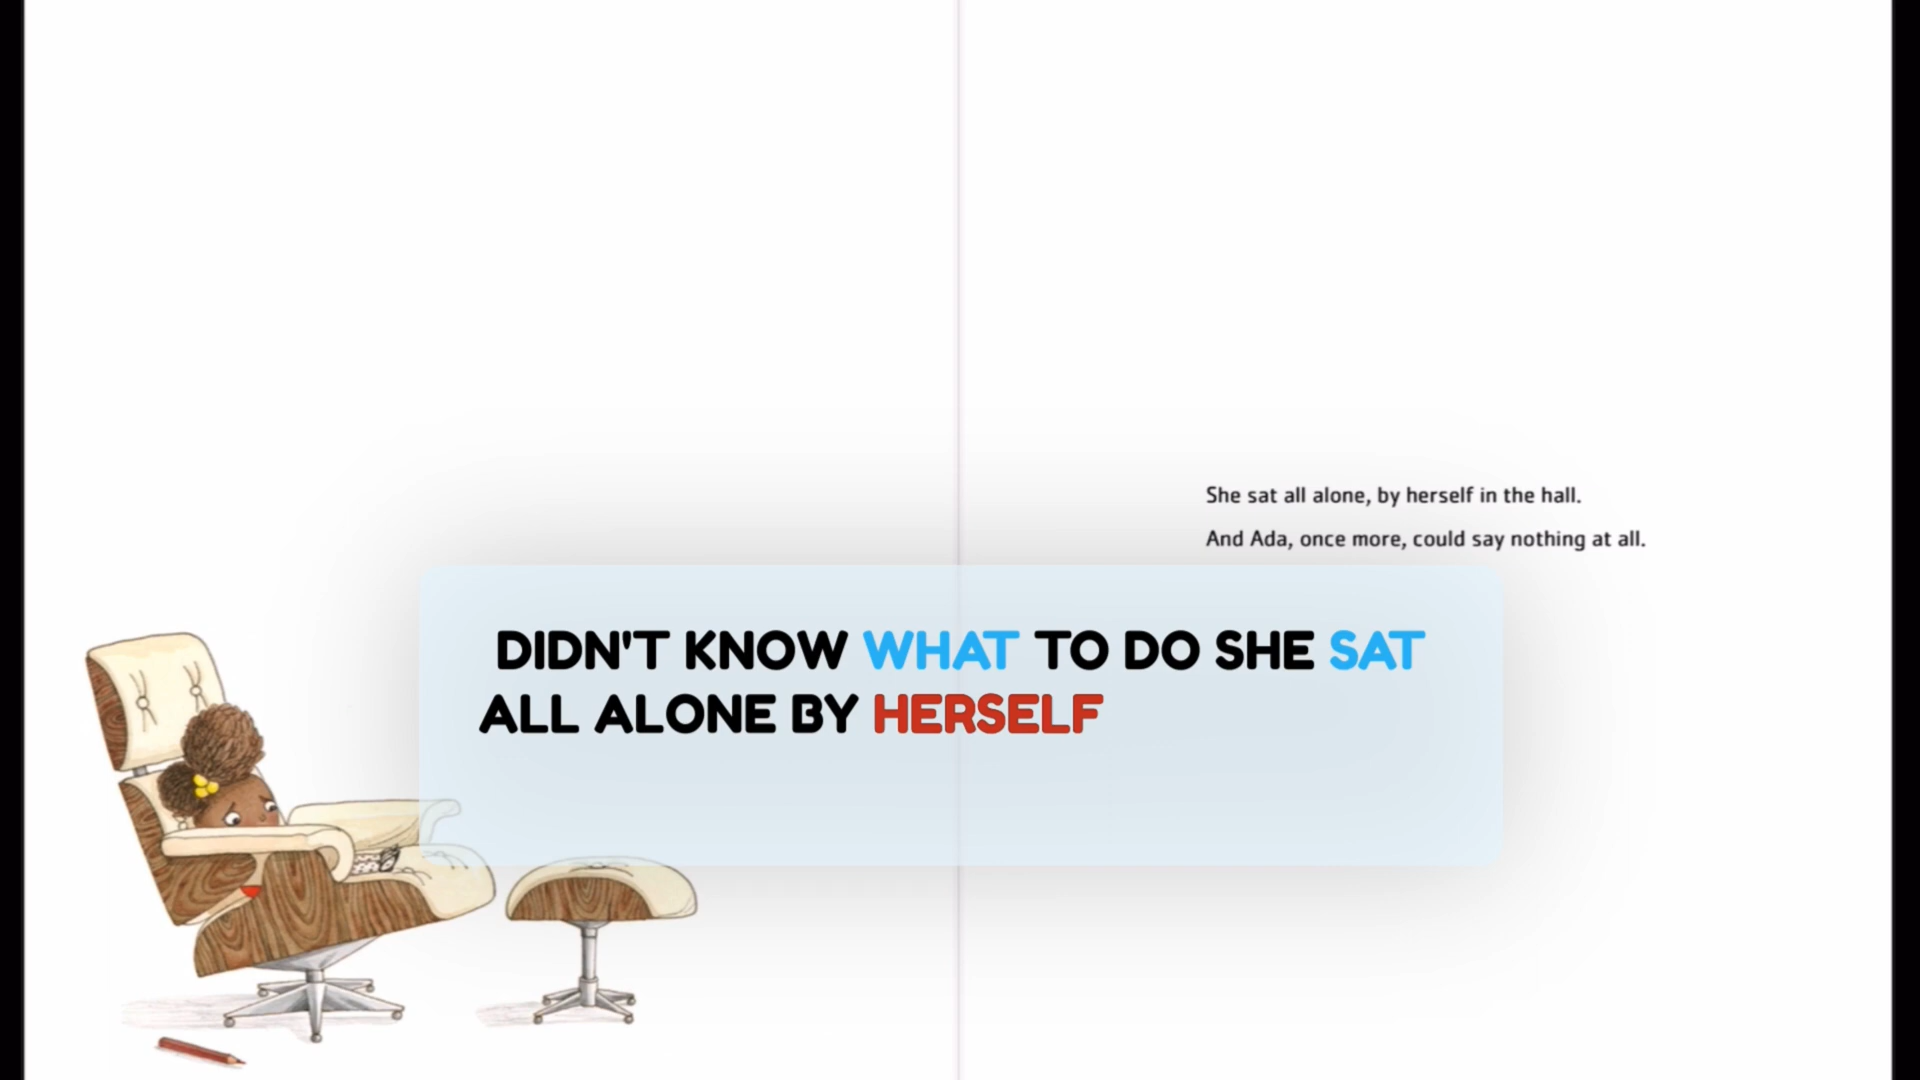 She sat all alone, by herself in the hall.
And Ada, once more, could say nothing at all.
DIDN'T KNOW WHAT TO DO SHE SAT
ALL ALONE BY HERSELF